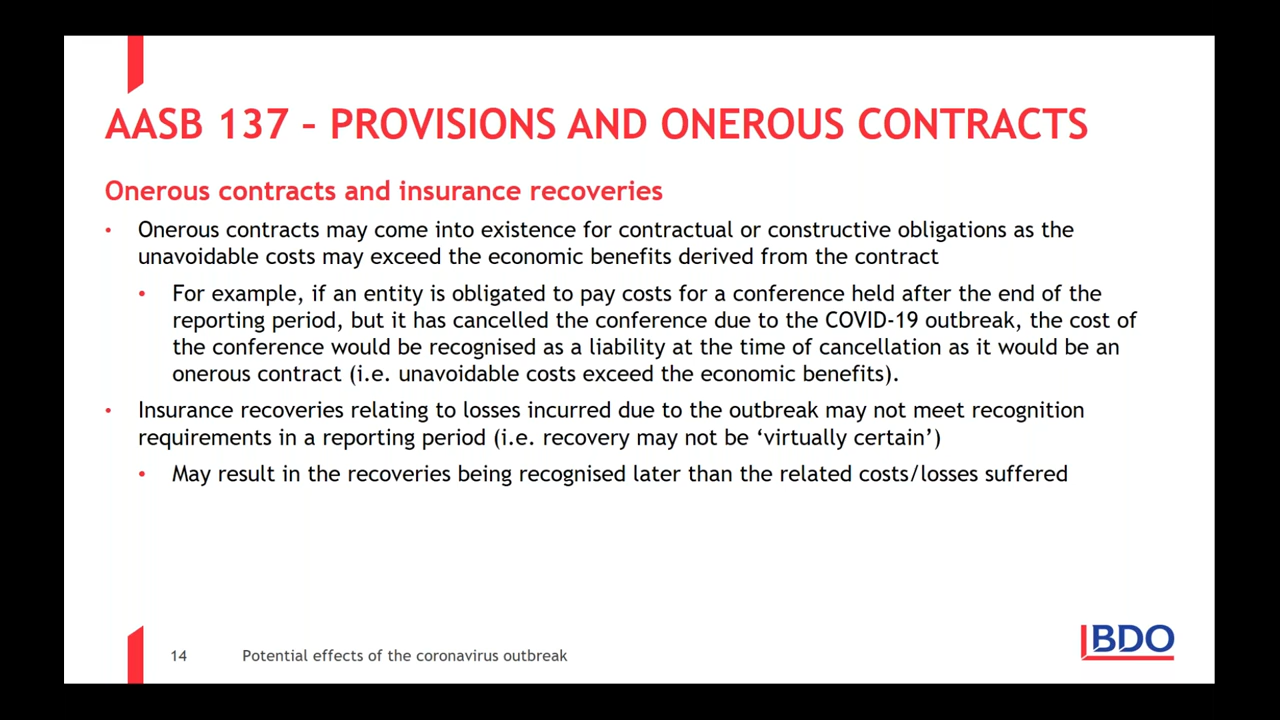 AASB 137 – PROVISIONS AND ONEROUS CONTRACTS
Onerous contracts and insurance recoveries
• Onerous contracts may come into existence for contractual or constructive obligations as the
unavoidable costs may exceed the economic benefits derived from the contract
• For example, if an entity is obligated to pay costs for a conference held after the end of the
reporting period, but it has cancelled the conference due to the COVID-19 outbreak, the cost of
the conference would be recognised as a liability at the time of cancellation as it would be an
onerous contract (i.e. unavoidable costs exceed the economic benefits).
• Insurance recoveries relating to losses incurred due to the outbreak may not meet recognition
requirements in a reporting period (i.e. recovery may not be ‘virtually certain’)
• May result in the recoveries being recognised later than the related costs/losses suffered
14 Potential effects of the coronavirus outbreak
BDO